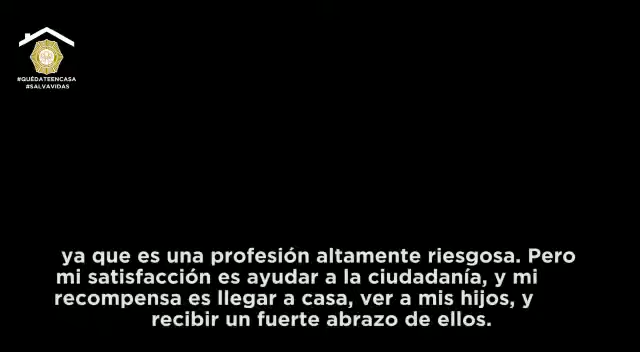 #QUÉDATEENCASA
#SALVAVIDAS
ya que es una profesión altamente riesgosa. Pero
mi satisfacción es ayudar a la ciudadanía, y mi
recompensa es llegar a casa, ver a mis hijos, y
recibir un fuerte abrazo de ellos.